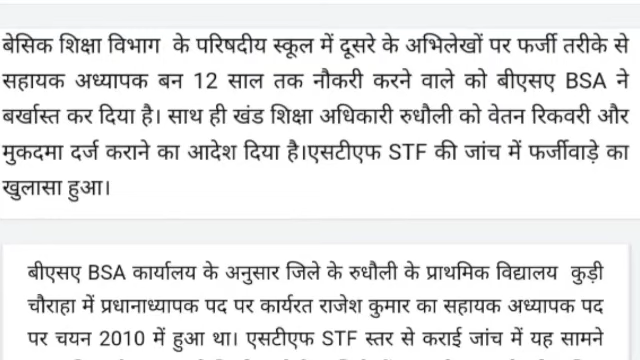 बेसिक शिक्षा विभाग के परिषदीय स्कूल में दूसरे के अभिलेखों पर फर्जी तरीके से
सहायक अध्यापक बन 12 साल तक नौकरी करने वाले को बीएसए BSA ने
बर्खास्त कर दिया है। साथ ही खंड शिक्षा अधिकारी रुधौली को वेतन रिकवरी और
मुकदमा दर्ज कराने का आदेश दिया है।एसटीएफ STF की जांच में फर्जीवाड़े का
खुलासा हुआ।
बीएसए BSA कार्यालय के अनुसार जिले के रुधौली के प्राथमिक विद्यालय कुड़ी
चौराहा में प्रधानाध्यापक पद पर कार्यरत राजेश कुमार का सहायक अध्यापक पद
पर चयन 2010 में हुआ था। एसटीएफ STF स्तर से कराई जांच में यह सामने